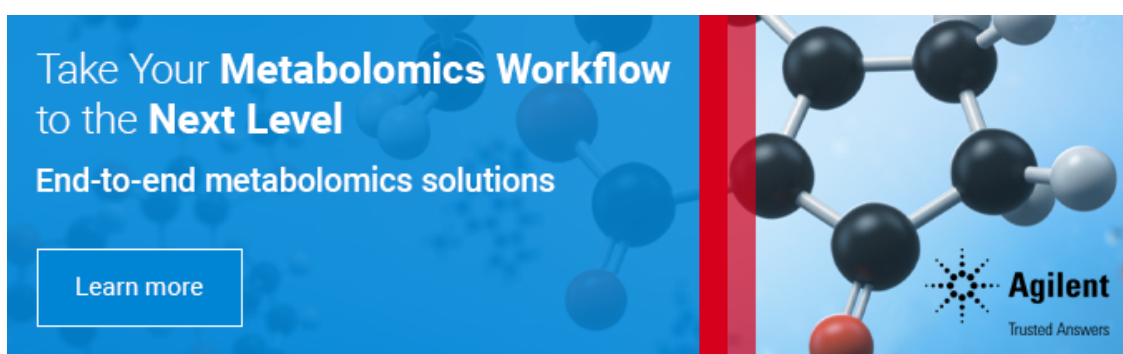 Take Your Metabolomics Workflow
to the Next Level
End-to-end metabolomics solutions
Learn more
Agilent
Trusted Answers